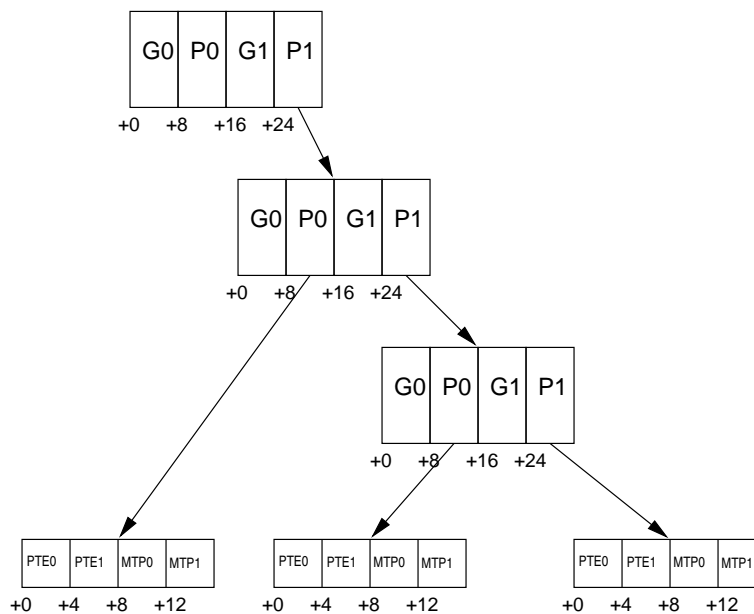 G0 P0 G1 P1
+0 +8 +16 +24
G0 P0 G1 P1
+0 +8 +16 +24
G0 P0 G1 P1
+0 +8 +16 +24
PTE0 PTE1 MTP0 MTP1 PTE0 PTE1 MTP0 MTP1 PTE0 PTE1 MTP0 MTP1
+0 +4 +8 +12 +0 +4 +8 +12 +0 +4 +8 +12